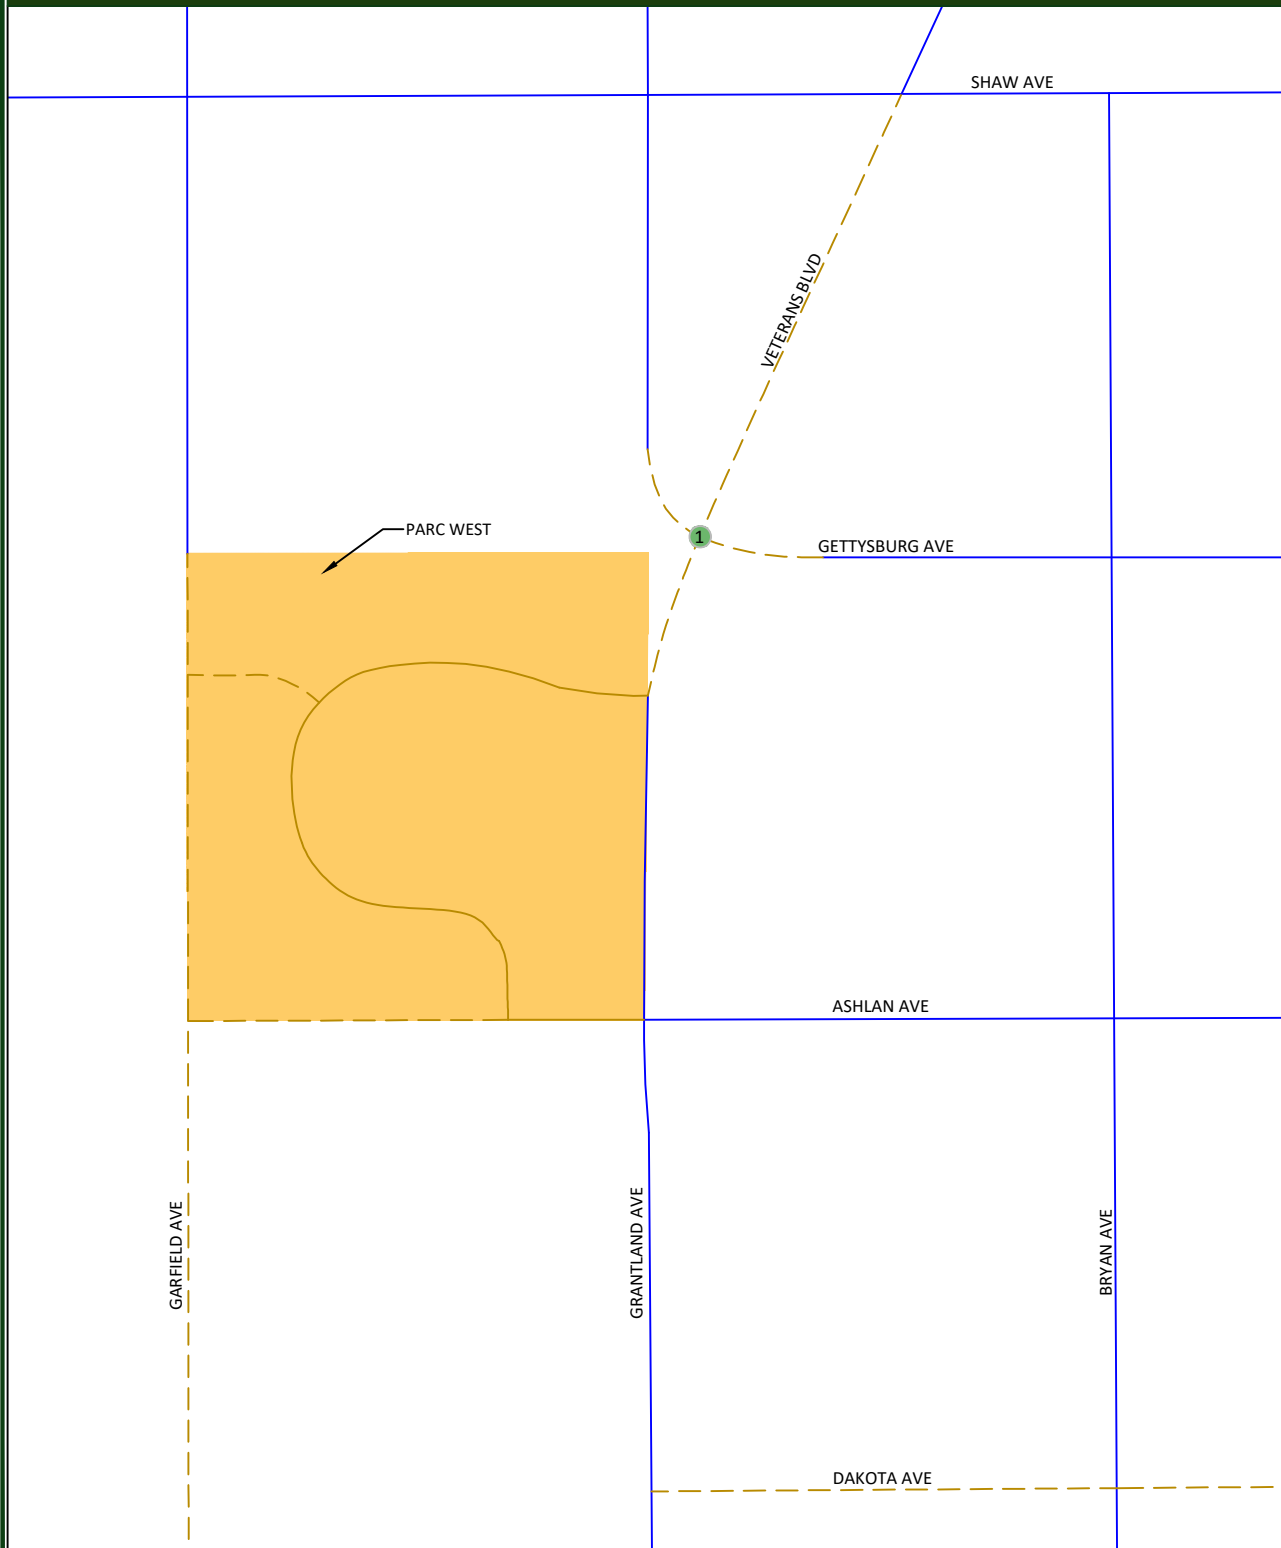 SHAW AVE
VETERANS BLVD
PARC WEST
1
GETTYSBURG AVE
ASHLAN AVE
GARFIELD AVE
GRANTLAND AVE
BRYAN AVE
DAKOTA AVE